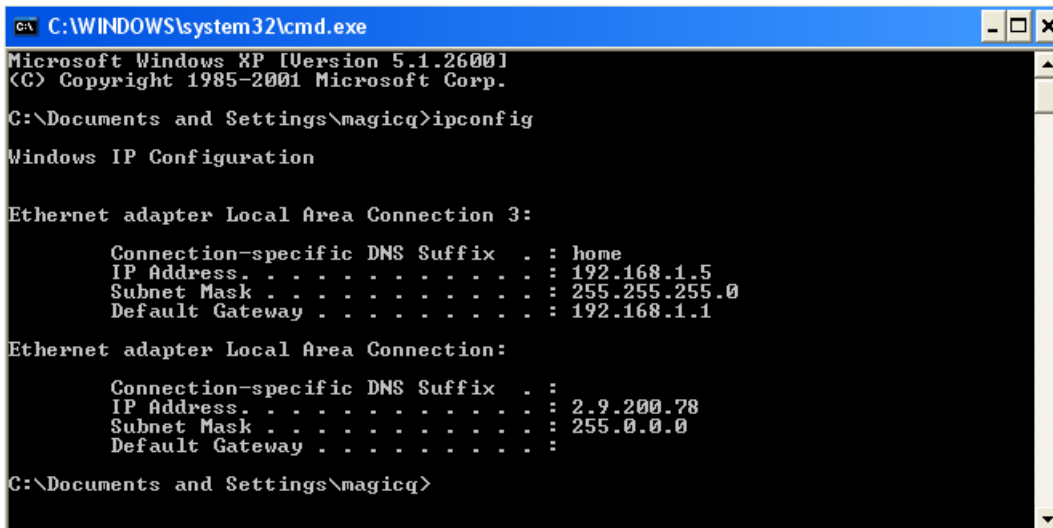 C:\WINDOWS\system32\cmd.exe
Microsoft Windows XP [Version 5.1.2600]
(C) Copyright 1985-2001 Microsoft Corp.
C:\Documents and Settings\magicq>ipconfig
Windows IP Configuration
Ethernet adapter Local Area Connection 3:
Connection-specific DNS Suffix  . : home
IP Address. . . . . . . . . . . . : 192.168.1.5
Subnet Mask . . . . . . . . . . . : 255.255.255.0
Default Gateway . . . . . . . . . : 192.168.1.1
Ethernet adapter Local Area Connection:
Connection-specific DNS Suffix  . :
IP Address. . . . . . . . . . . . : 2.9.200.78
Subnet Mask . . . . . . . . . . . : 255.0.0.0
Default Gateway . . . . . . . . . :
C:\Documents and Settings\magicq>